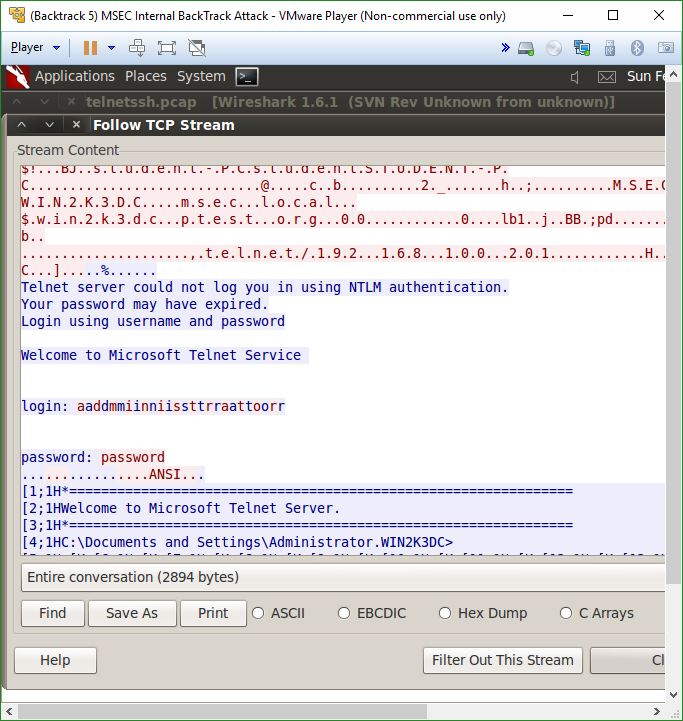 (Backtrack 5) MSEC Internal BackTrack Attack - VMware Player (Non-commercial use only)
Player
Applications Places System Sun Fe
telnetssh.pcap [Wireshark 1.6.1 (SVN Rev Unknown from unknown)]
Follow TCP Stream
Stream Content
$!...BJ..s.t.u.d.e.n.t.-.P.C.s.t.u.d.e.n.t.S.T.U.D.E.N.T.-.P.
C............................@.....c..b..........2._.......h..;..........M.S.E.C
W.I.N.2.K.3.D.C.....m.s.e.c...l.o.c.a.l...
$.w.i.n.2.k.3.d.c...p.t.e.s.t...o.r.g...0.0............0....lb1..j..BB.;pd.......
b..
.....................,.t.e.l.n.e.t./.1.9.2...1.6.8...1.0.0...2.0.1............H..
C...].....%......
Telnet server could not log you in using NTLM authentication.
Your password may have expired.
Login using username and password
Welcome to Microsoft Telnet Service
login: aaddmmiinniissttrraattoorr
password: password
................ANSI...
[1;1H*===============================================================
[2;1HWelcome to Microsoft Telnet Server.
[3;1H*===============================================================
[4;1HC:\Documents and Settings\Administrator.WIN2K3DC>
Entire conversation (2894 bytes)
Find Save As Print ASCII EBCDIC Hex Dump C Arrays
Help Filter Out This Stream Cl